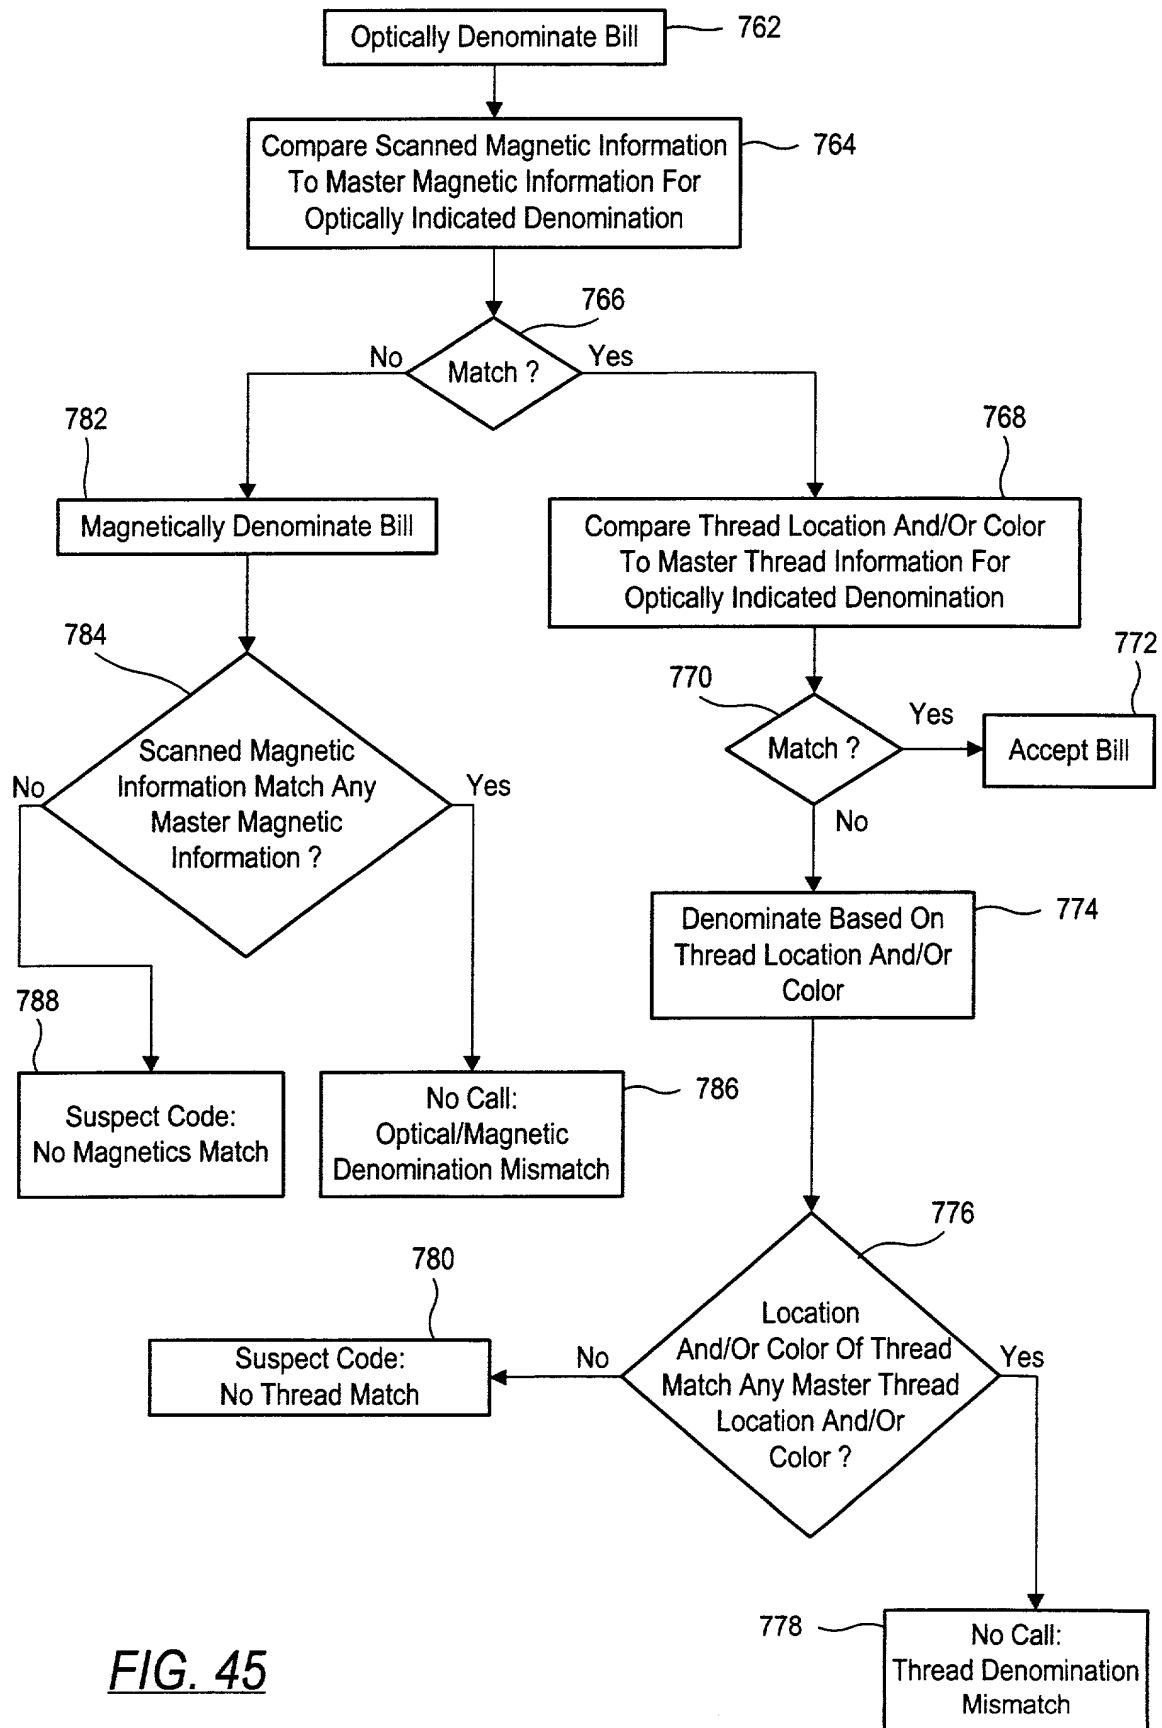 Optically Denominate Bill
762
Compare Scanned Magnetic Information
To Master Magnetic Information For
Optically Indicated Denomination
764
766
Match ?
No
Yes
782
Magnetically Denominate Bill
768
Compare Thread Location And/Or Color
To Master Thread Information For
Optically Indicated Denomination
784
Scanned Magnetic
Information Match Any
Master Magnetic
Information ?
No
Yes
770
Match ?
Yes
772
Accept Bill
No
Denominate Based On
Thread Location And/Or
Color
774
788
Suspect Code:
No Magnetics Match
No Call:
Optical/Magnetic
Denomination Mismatch
786
776
Location
And/Or Color Of Thread
Match Any Master Thread
Location And/Or
Color ?
No
Yes
780
Suspect Code:
No Thread Match
778
No Call:
Thread Denomination
Mismatch
FIG. 45